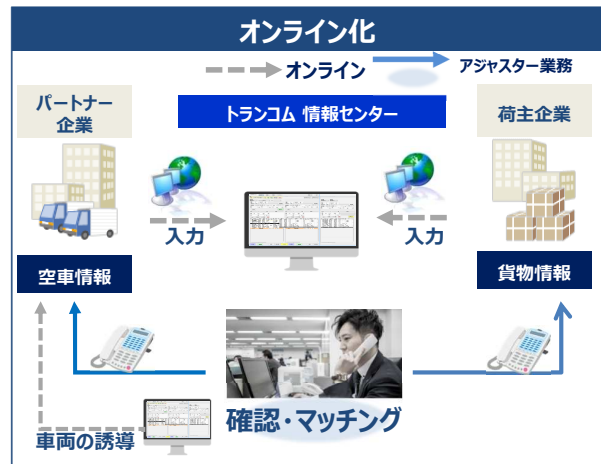 オンライン化
オンライン
アジャスター業務
パートナー
企業
トランコム 情報センター
荷主企業
入力
入力
空車情報
貨物情報
確認・マッチング
車両の誘導